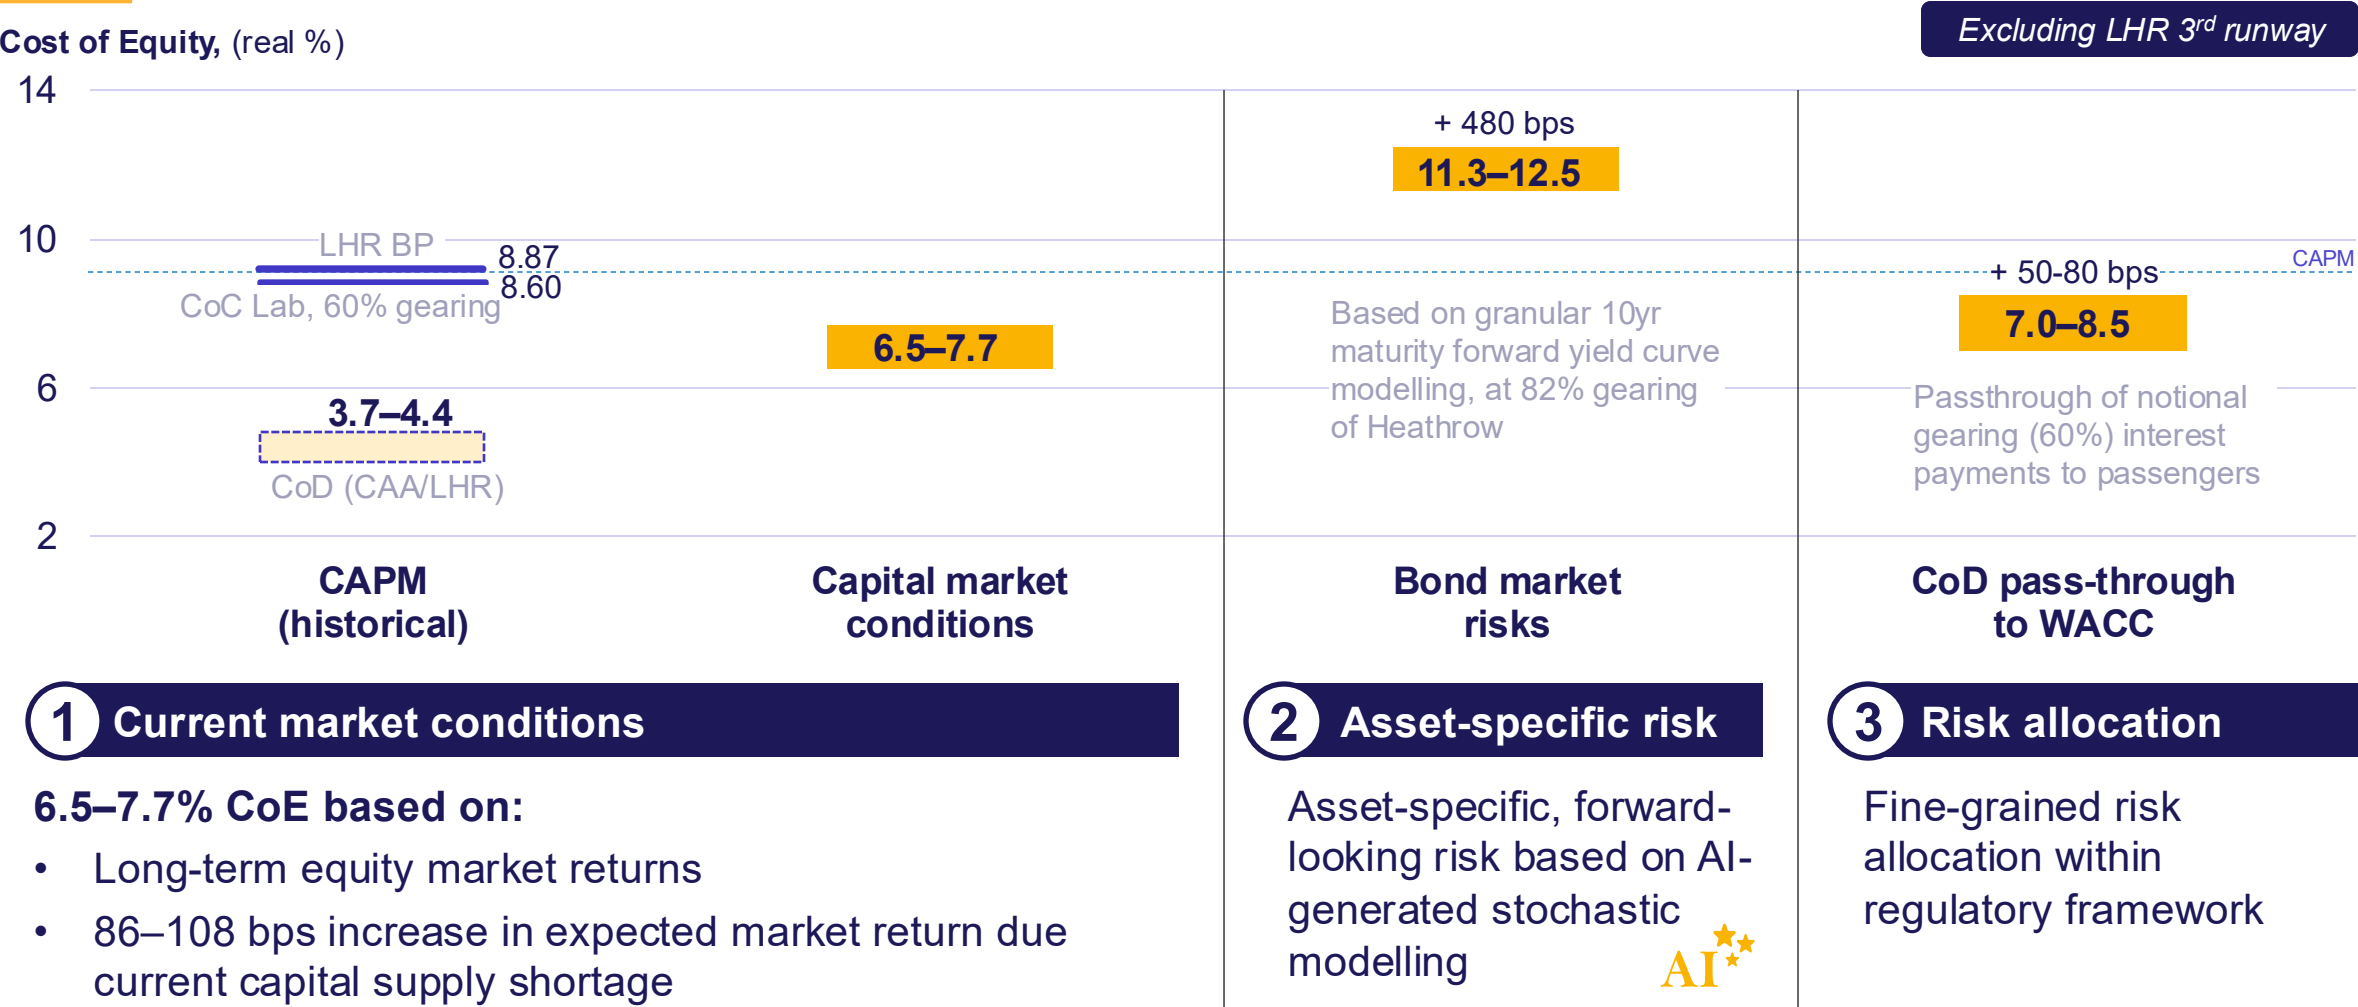 Cost of Equity, (real %)
Excluding LHR 3rd runway
14
10
6
2
LHR BP
8.87
8.60
CoC Lab, 60% gearing
3.7–4.4
CoD (CAA/LHR)
6.5–7.7
+ 480 bps
11.3–12.5
Based on granular 10yr
maturity forward yield curve
modelling, at 82% gearing
of Heathrow
CAPM
+ 50-80 bps
7.0–8.5
Passthrough of notional
gearing (60%) interest
payments to passengers
CAPM
(historical)
Capital market
conditions
Bond market
risks
CoD pass-through
to WACC
1 Current market conditions
6.5–7.7% CoE based on:
• Long-term equity market returns
• 86–108 bps increase in expected market return due
current capital supply shortage
2 Asset-specific risk
Asset-specific, forward-
looking risk based on AI-
generated stochastic
modelling
AI
3 Risk allocation
Fine-grained risk
allocation within
regulatory framework